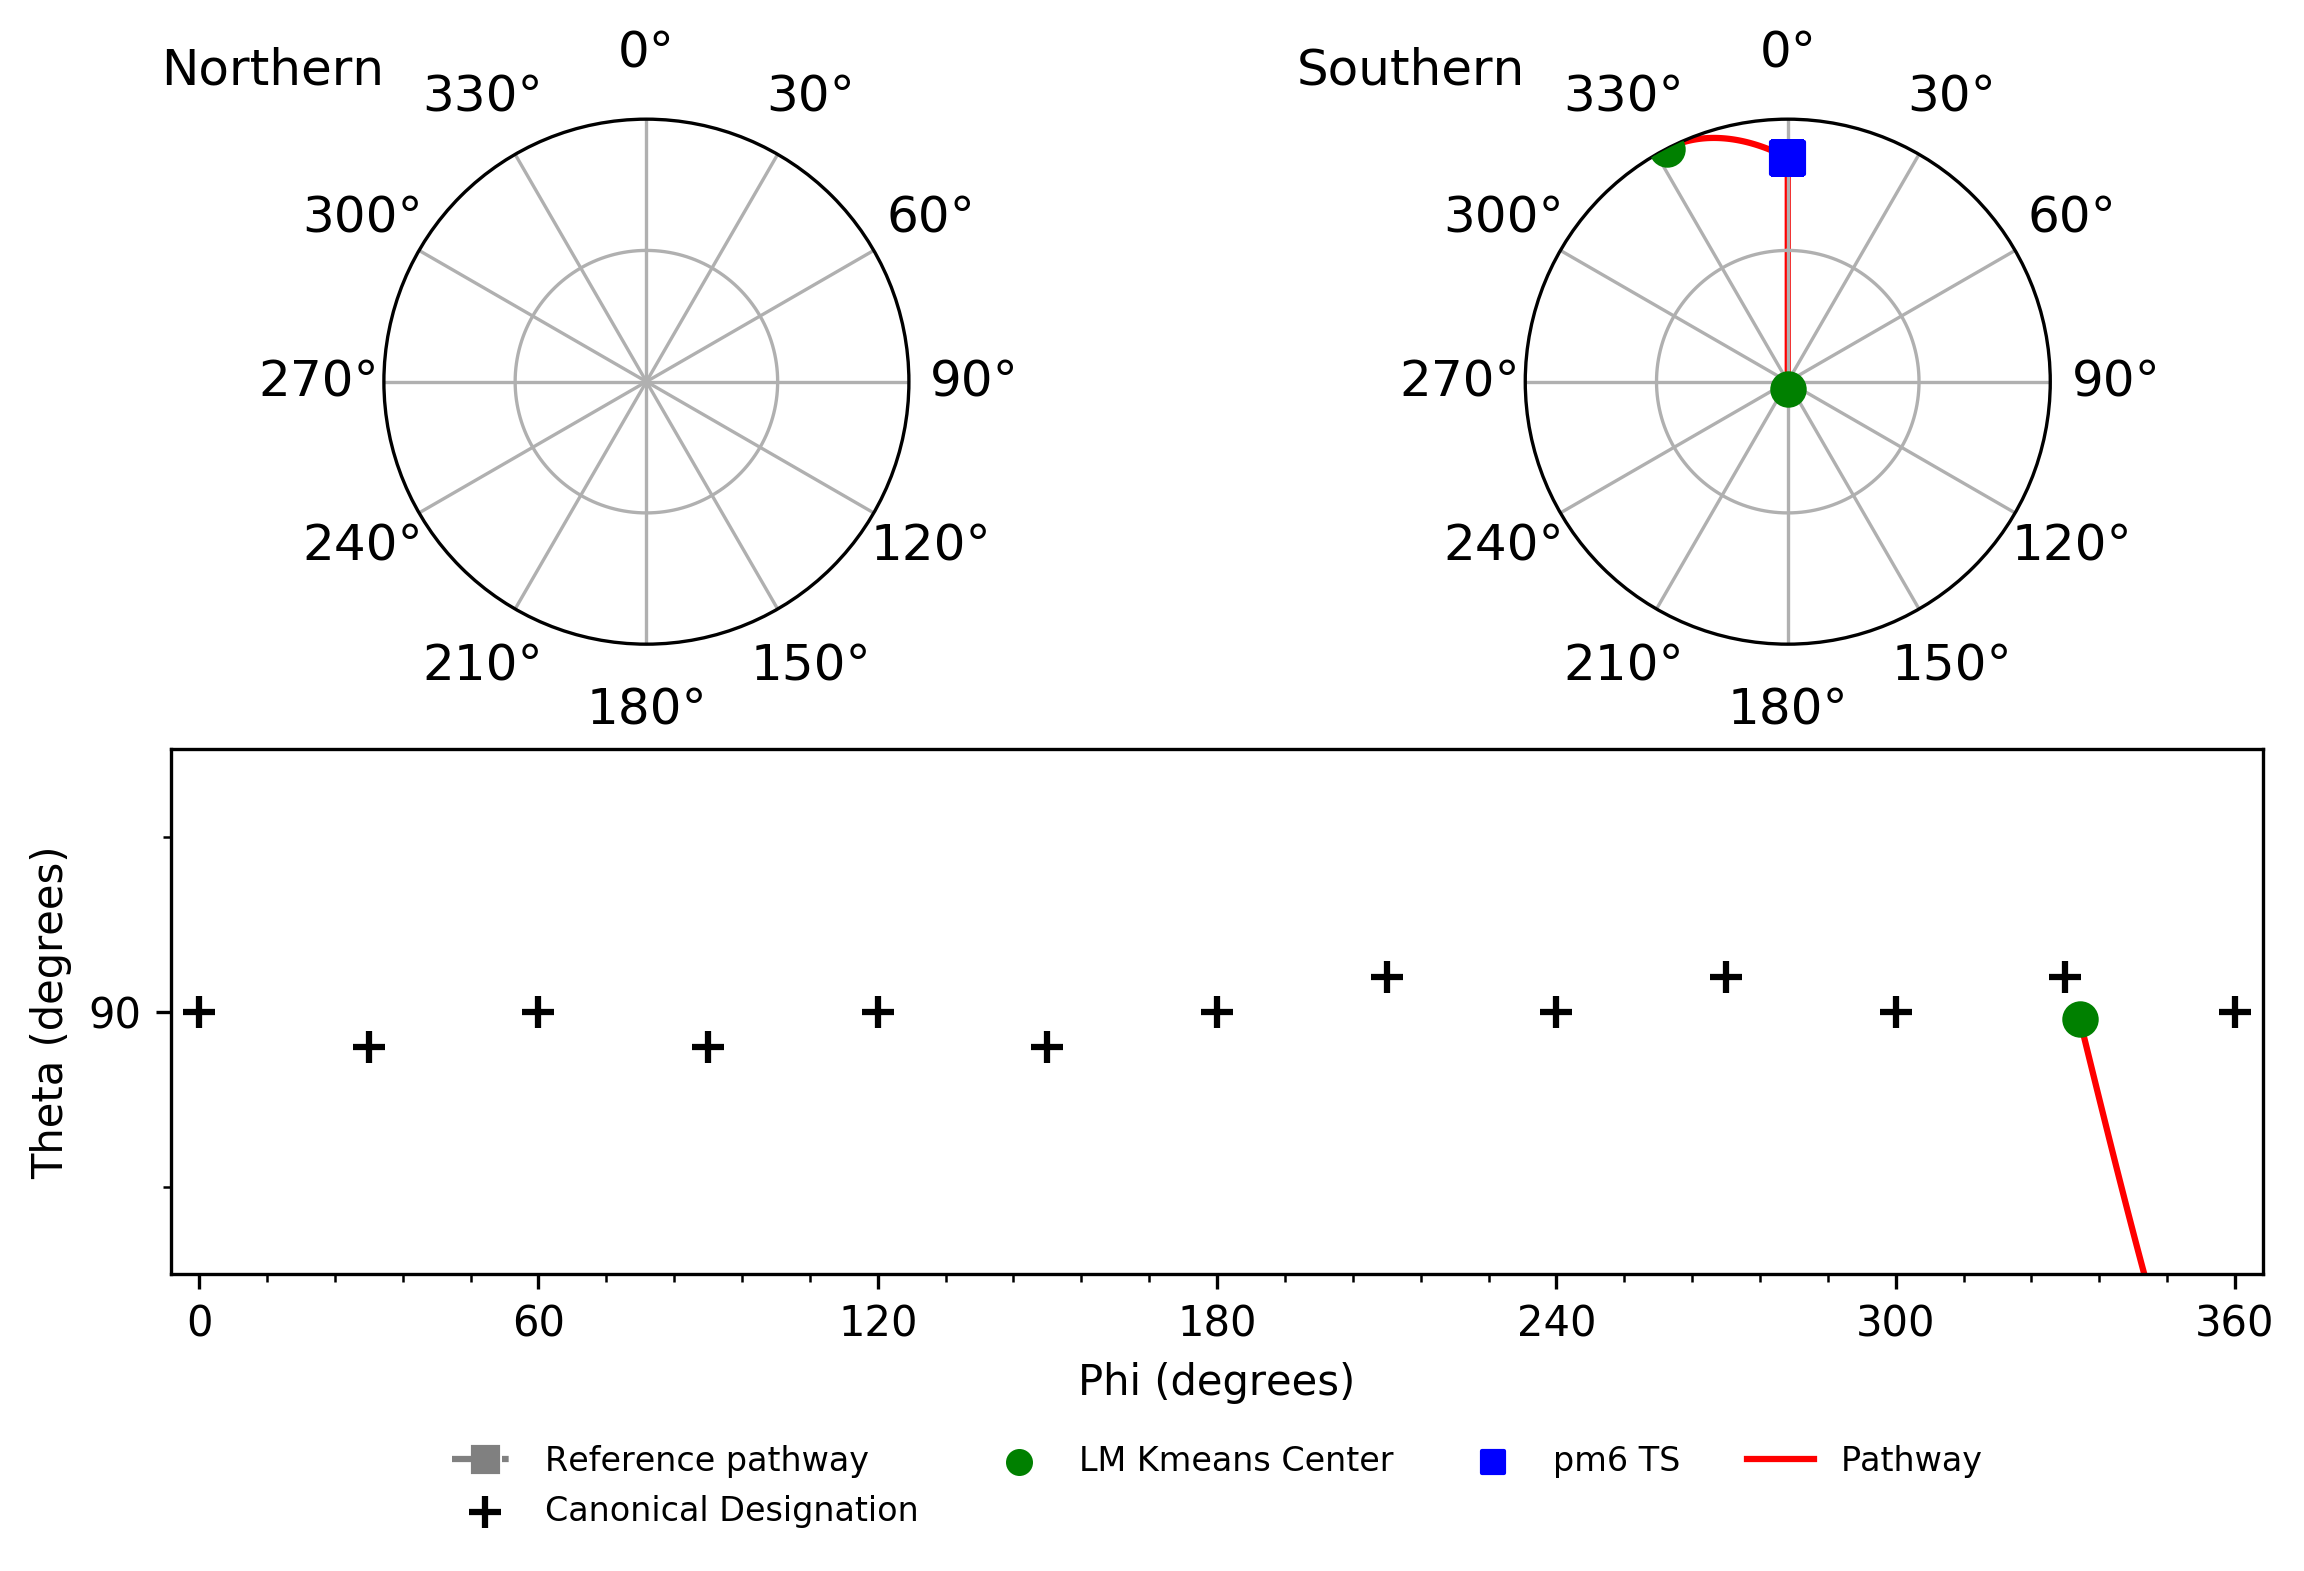 Northern
0°
330°
30°
300°
60°
270°
90°
240°
120°
210°
150°
180°
Southern
0°
330°
30°
300°
60°
270°
90°
240°
120°
210°
150°
180°
Theta (degrees)
90
0 60 120 180 240 300 360
Phi (degrees)
Reference pathway
Canonical Designation
LM Kmeans Center
pm6 TS
Pathway